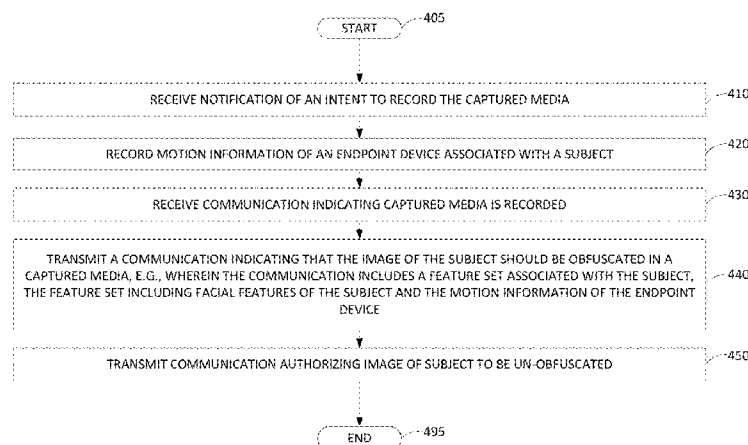 START
405
RECEIVE NOTIFICATION OF AN INTENT TO RECORD THE CAPTURED MEDIA
410
RECORD MOTION INFORMATION OF AN ENDPOINT DEVICE ASSOCIATED WITH A SUBJECT
420
RECEIVE COMMUNICATION INDICATING CAPTURED MEDIA IS RECORDED
430
TRANSMIT A COMMUNICATION INDICATING THAT THE IMAGE OF THE SUBJECT SHOULD BE OBFUSCATED IN A
CAPTURED MEDIA, E.G., WHEREIN THE COMMUNICATION INCLUDES A FEATURE SET ASSOCIATED WITH THE SUBJECT,
THE FEATURE SET INCLUDING FACIAL FEATURES OF THE SUBJECT AND THE MOTION INFORMATION OF THE ENDPOINT
DEVICE
440
TRANSMIT COMMUNICATION AUTHORIZING IMAGE OF SUBJECT TO BE UN-OBFUSCATED
450
END
495